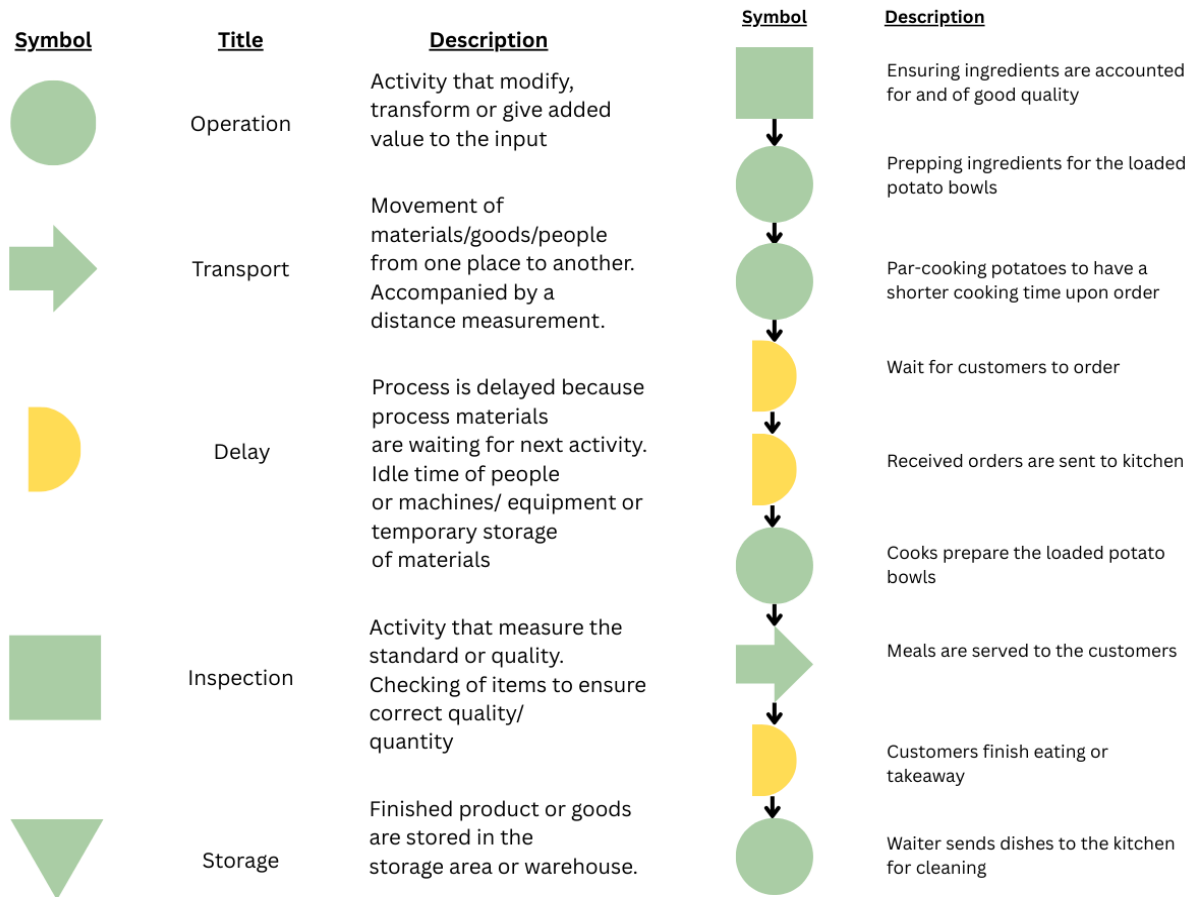 Symbol Title Description
Operation
Activity that modify,
transform or give added
value to the input
Transport
Movement of
materials/goods/people
from one place to another.
Accompanied by a
distance measurement.
Delay
Process is delayed because
process materials
are waiting for next activity.
Idle time of people
or machines/ equipment or
temporary storage
of materials
Inspection
Activity that measure the
standard or quality.
Checking of items to ensure
correct quality/
quantity
Storage
Finished product or goods
are stored in the
storage area or warehouse.
Symbol Description
Ensuring ingredients are accounted
for and of good quality
Prepping ingredients for the loaded
potato bowls
Par-cooking potatoes to have a
shorter cooking time upon order
Wait for customers to order
Received orders are sent to kitchen
Cooks prepare the loaded potato
bowls
Meals are served to the customers
Customers finish eating or
takeaway
Waiter sends dishes to the kitchen
for cleaning